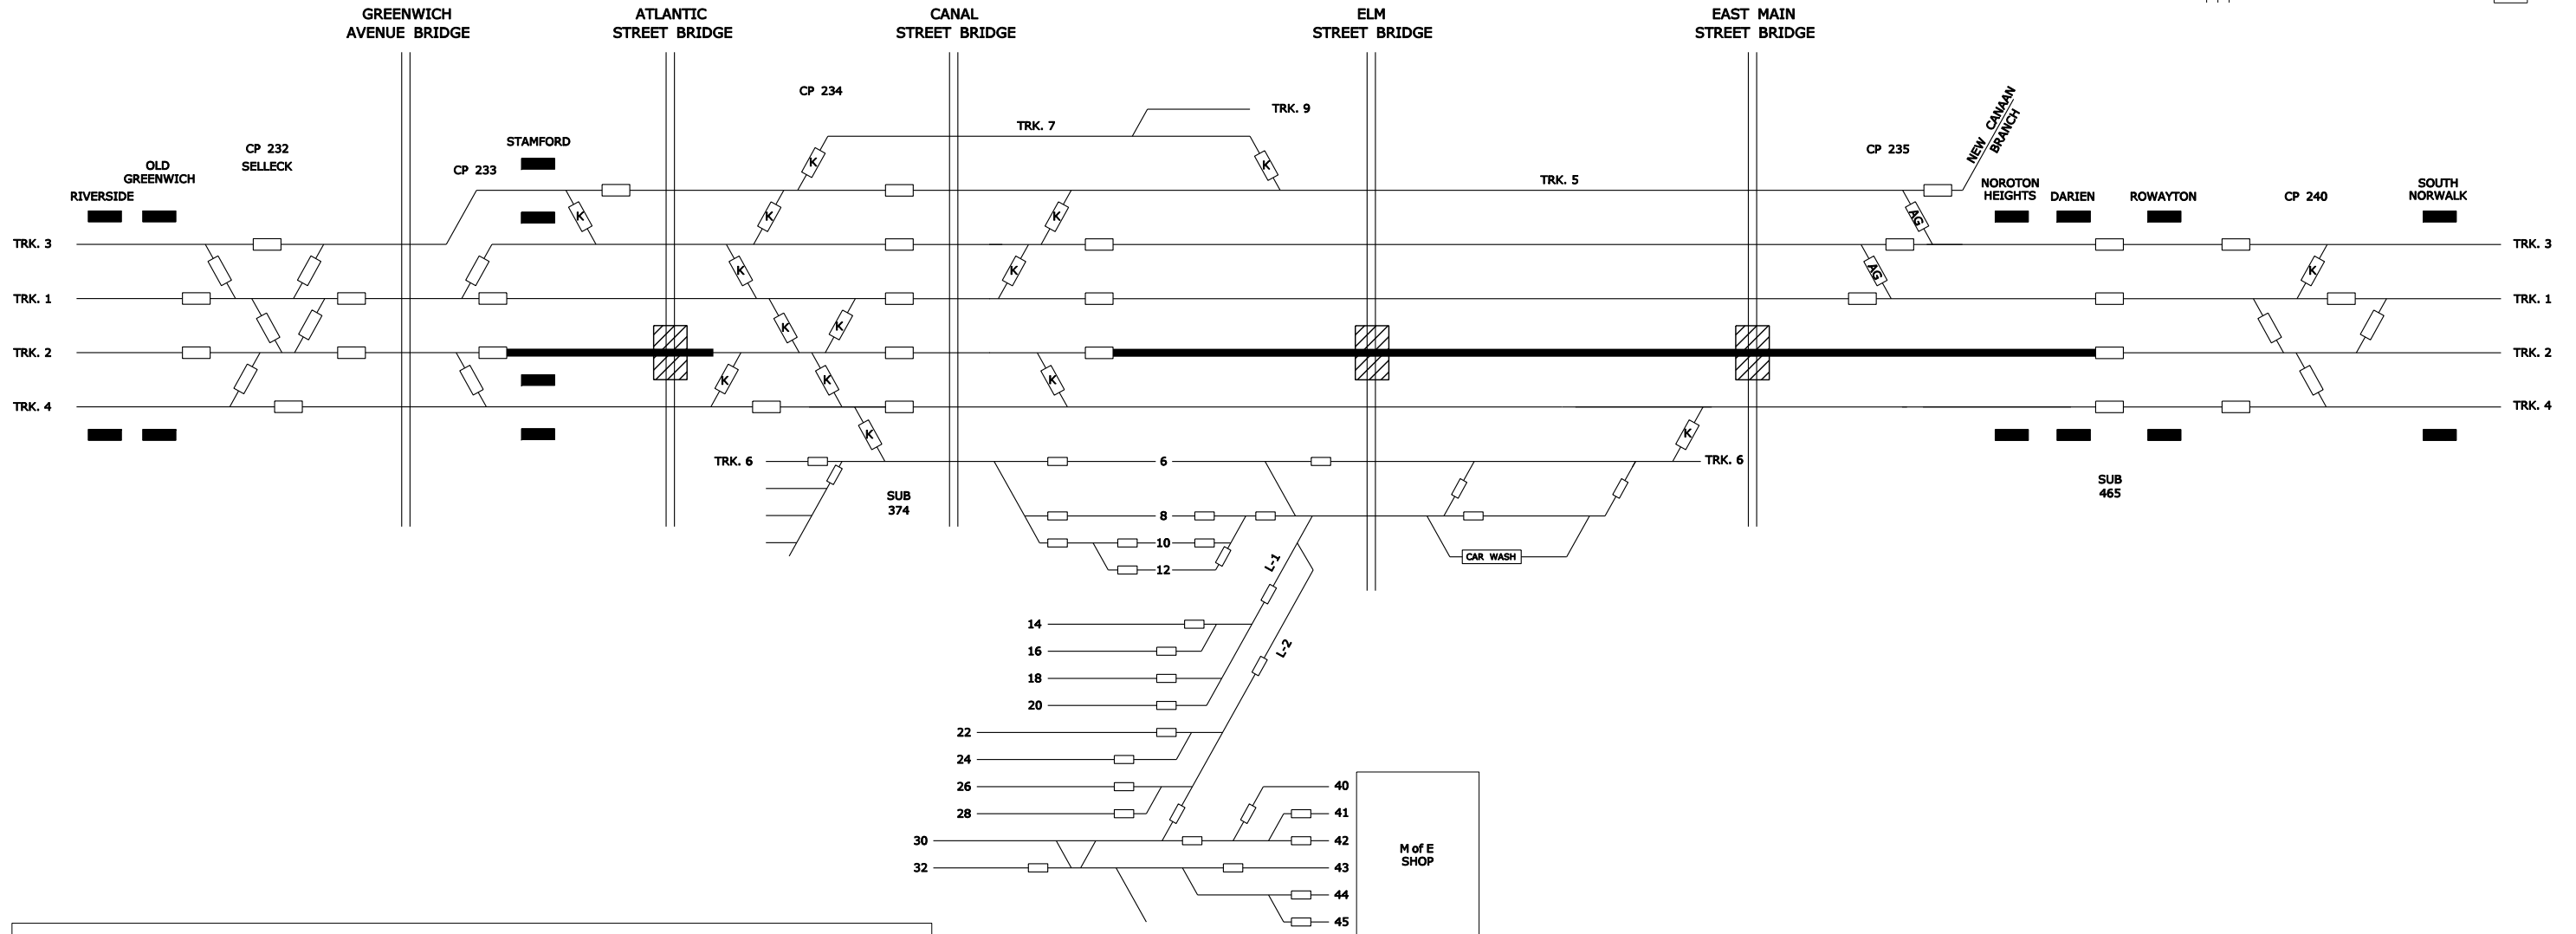 GREENWICH
AVENUE BRIDGE
ATLANTIC
STREET BRIDGE
CANAL
STREET BRIDGE
ELM
STREET BRIDGE
EAST MAIN
STREET BRIDGE
CP 234
TRK. 9
TRK. 7
NEW CANAAN
BRANCH
STAMFORD
CP 232
SELLECK
CP 235
OLD
GREENWICH
CP 233
K
K
TRK. 5
NOROTON
HEIGHTS
DARIEN
ROWAYTON
CP 240
SOUTH
NORWALK
RIVERSIDE
K
K
K
AG
TRK. 3
TRK. 3
K
K
AG
K
TRK. 1
TRK. 1
K
K
TRK. 2
TRK. 2
K
K
K
TRK. 4
TRK. 4
K
K
TRK. 6
6
TRK. 6
SUB
374
SUB
465
8
10
CAR WASH
12
L-1
14
16
L-2
18
20
22
24
26
40
28
41
30
42
M of E
SHOP
32
43
44
45